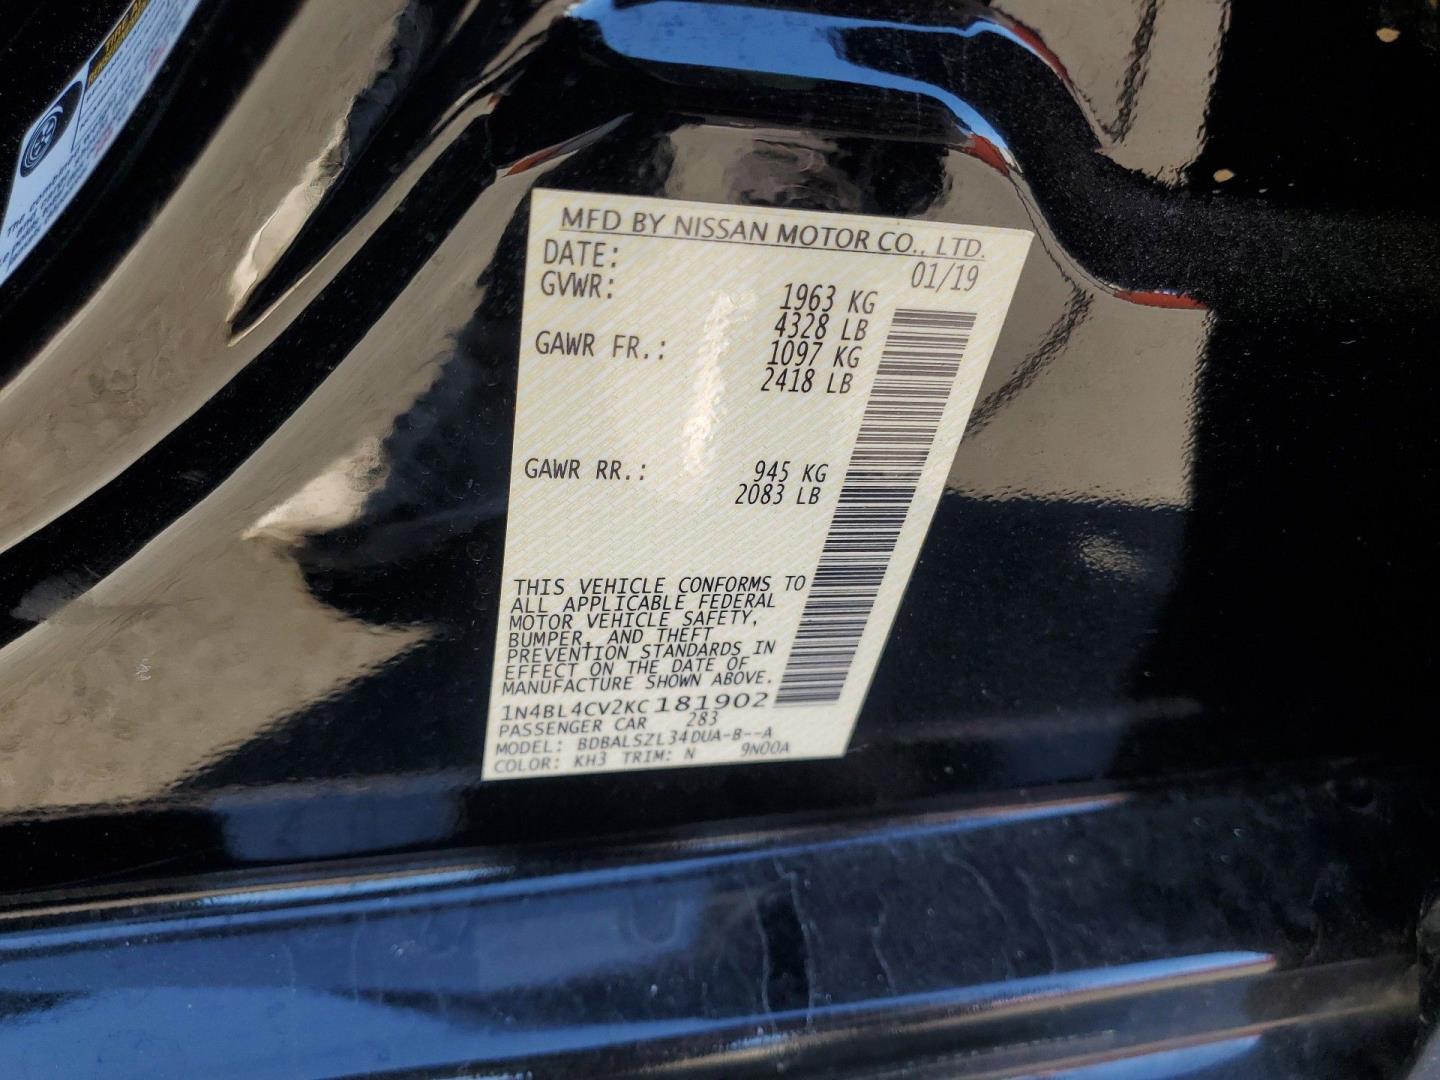 MFD BY NISSAN MOTOR CO., LTD.
DATE: 01/19
GVWR: 1963 KG
4328 LB
GAWR FR.: 1097 KG
2418 LB
GAWR RR.: 945 KG
2083 LB
THIS VEHICLE CONFORMS TO
ALL APPLICABLE FEDERAL
MOTOR VEHICLE SAFETY,
BUMPER, AND THEFT
PREVENTION STANDARDS IN
EFFECT ON THE DATE OF
MANUFACTURE SHOWN ABOVE.
1N4BL4CV2KC181902
PASSENGER CAR 283
MODEL: BDBALSZL34DUA-B--A
COLOR: KH3 TRIM: N 9N00A